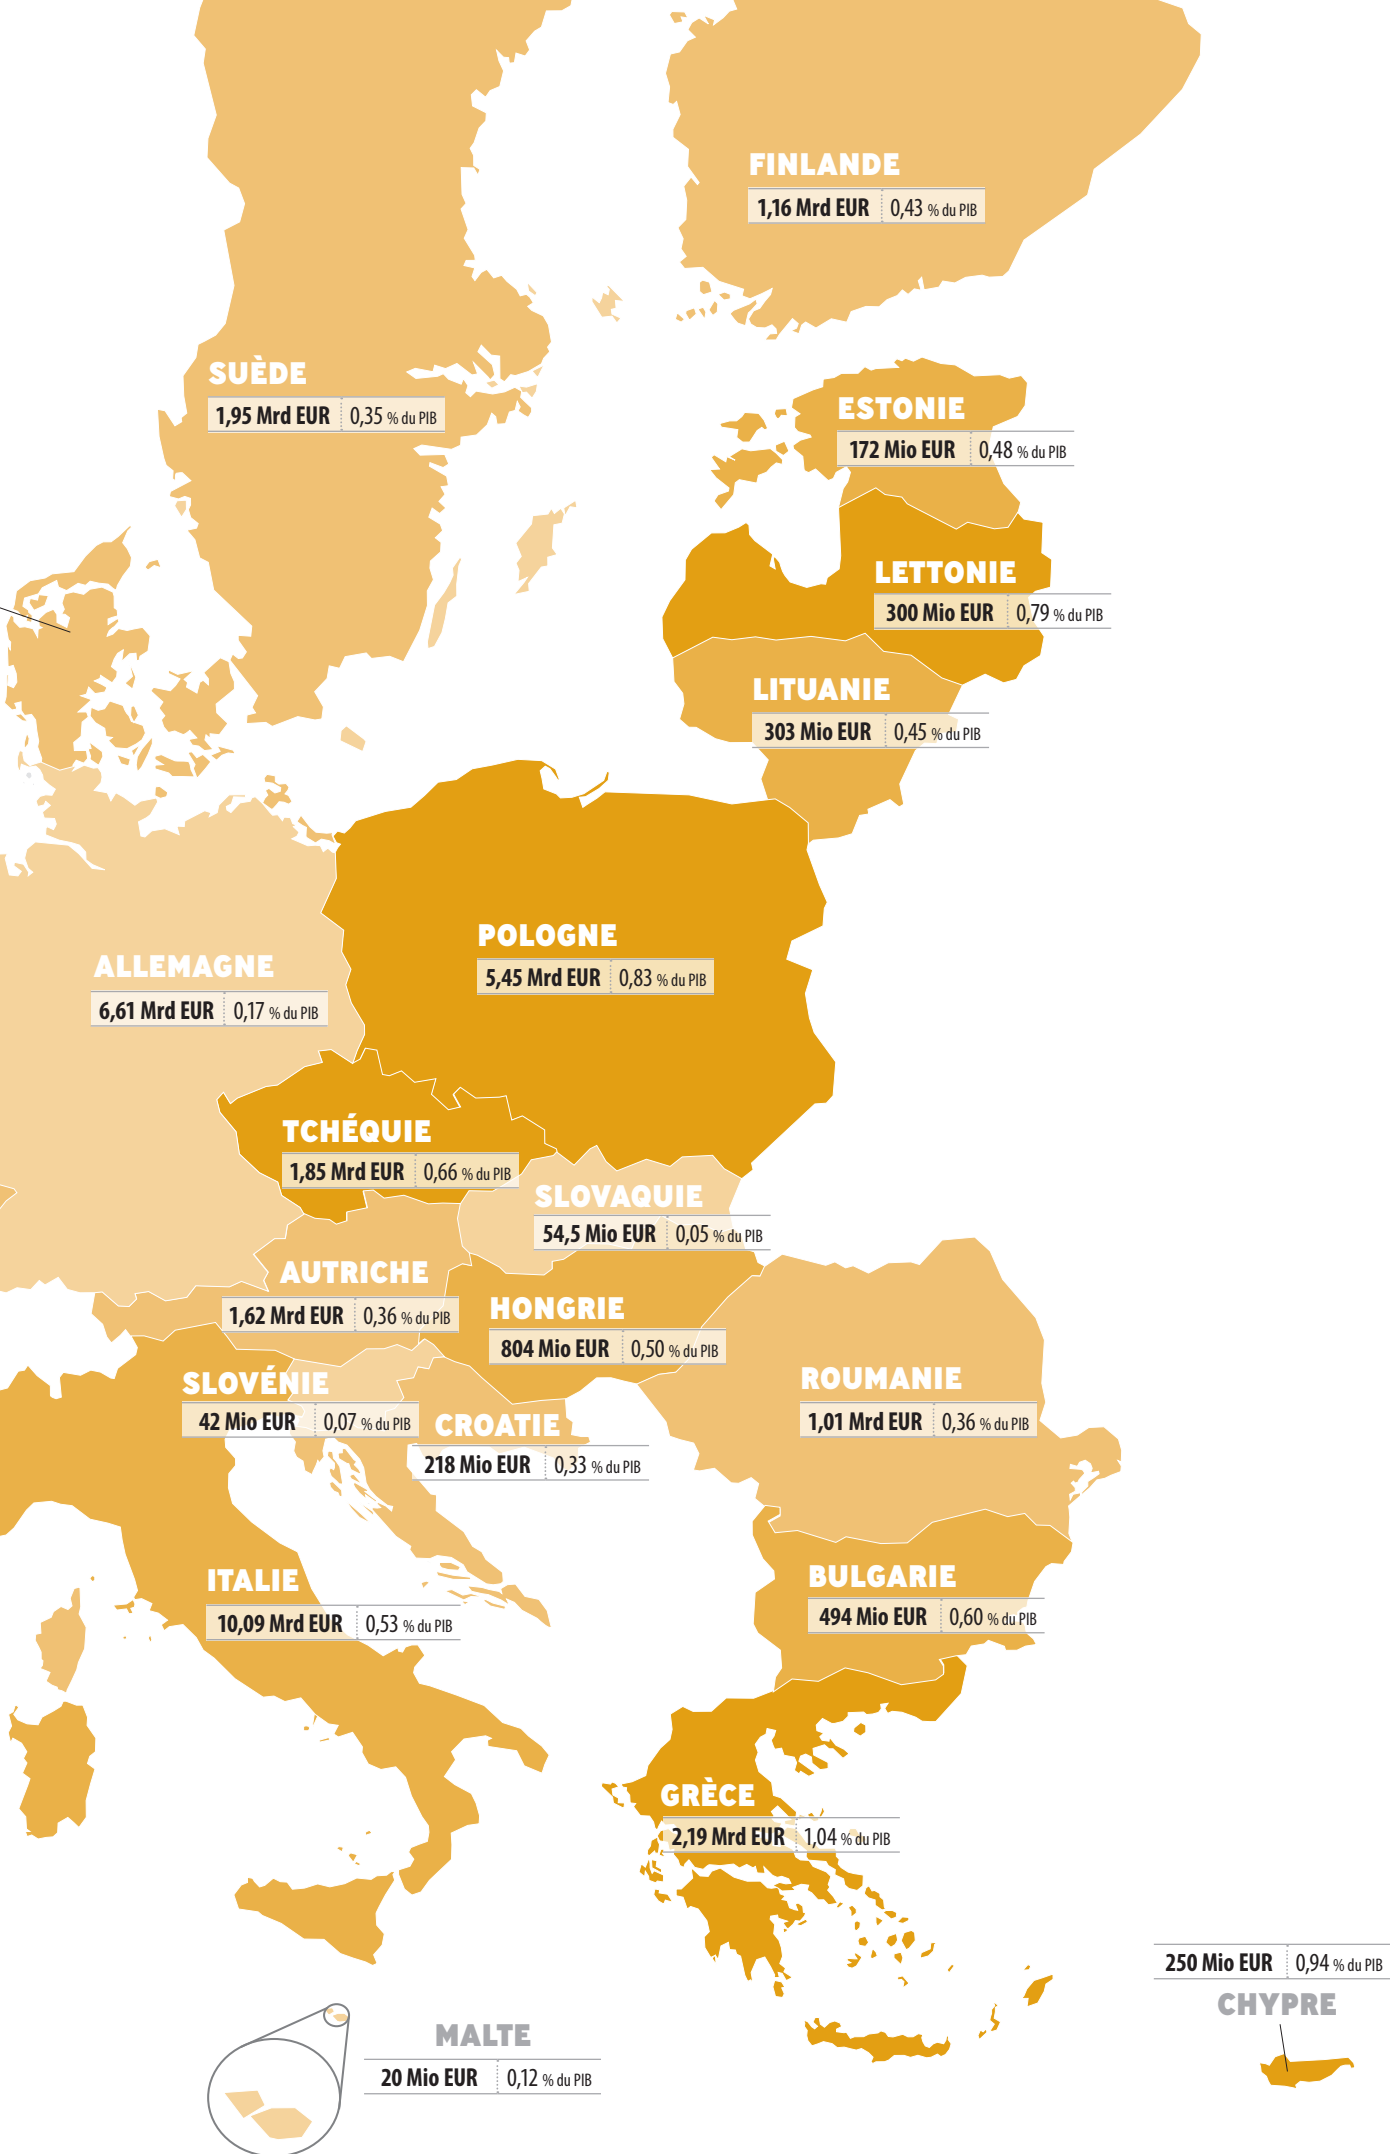 FINLANDE
1,16 Mrd EUR 0,43 % du PIB
SUÈDE
1,95 Mrd EUR 0,35 % du PIB
ESTONIE
172 Mio EUR 0,48 % du PIB
LETTONIE
300 Mio EUR 0,79 % du PIB
LITUANIE
303 Mio EUR 0,45 % du PIB
POLOGNE
5,45 Mrd EUR 0,83 % du PIB
ALLEMAGNE
6,61 Mrd EUR 0,17 % du PIB
TCHÉQUIE
1,85 Mrd EUR 0,66 % du PIB
SLOVAQUIE
54,5 Mio EUR 0,05 % du PIB
AUTRICHE
1,62 Mrd EUR 0,36 % du PIB
HONGRIE
804 Mio EUR 0,50 % du PIB
SLOVÉNIE
42 Mio EUR 0,07 % du PIB
CROATIE
218 Mio EUR 0,33 % du PIB
ROUMANIE
1,01 Mrd EUR 0,36 % du PIB
ITALIE
10,09 Mrd EUR 0,53 % du PIB
BULGARIE
494 Mio EUR 0,60 % du PIB
GRÈCE
2,19 Mrd EUR 1,04 % du PIB
250 Mio EUR 0,94 % du PIB
CHYPRE
MALTE
20 Mio EUR 0,12 % du PIB